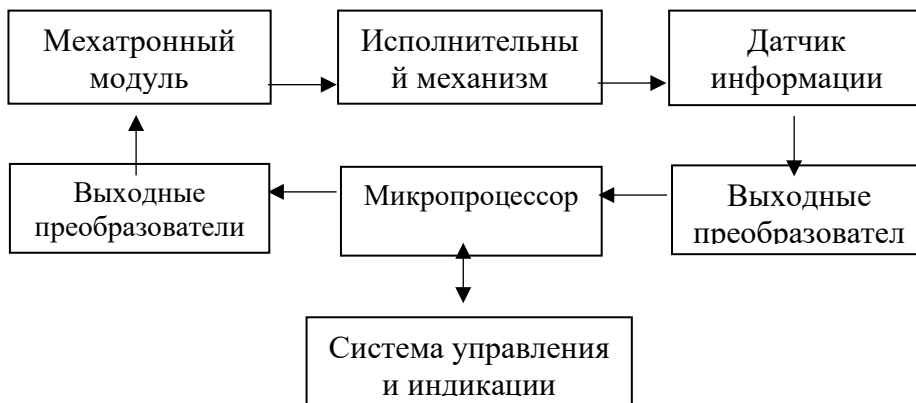 Мехатронный
модуль
Исполнительны
й механизм
Датчик
информации
Выходные
преобразователи
Микропроцессор
Выходные
преобразовател
Система управления
и индикации